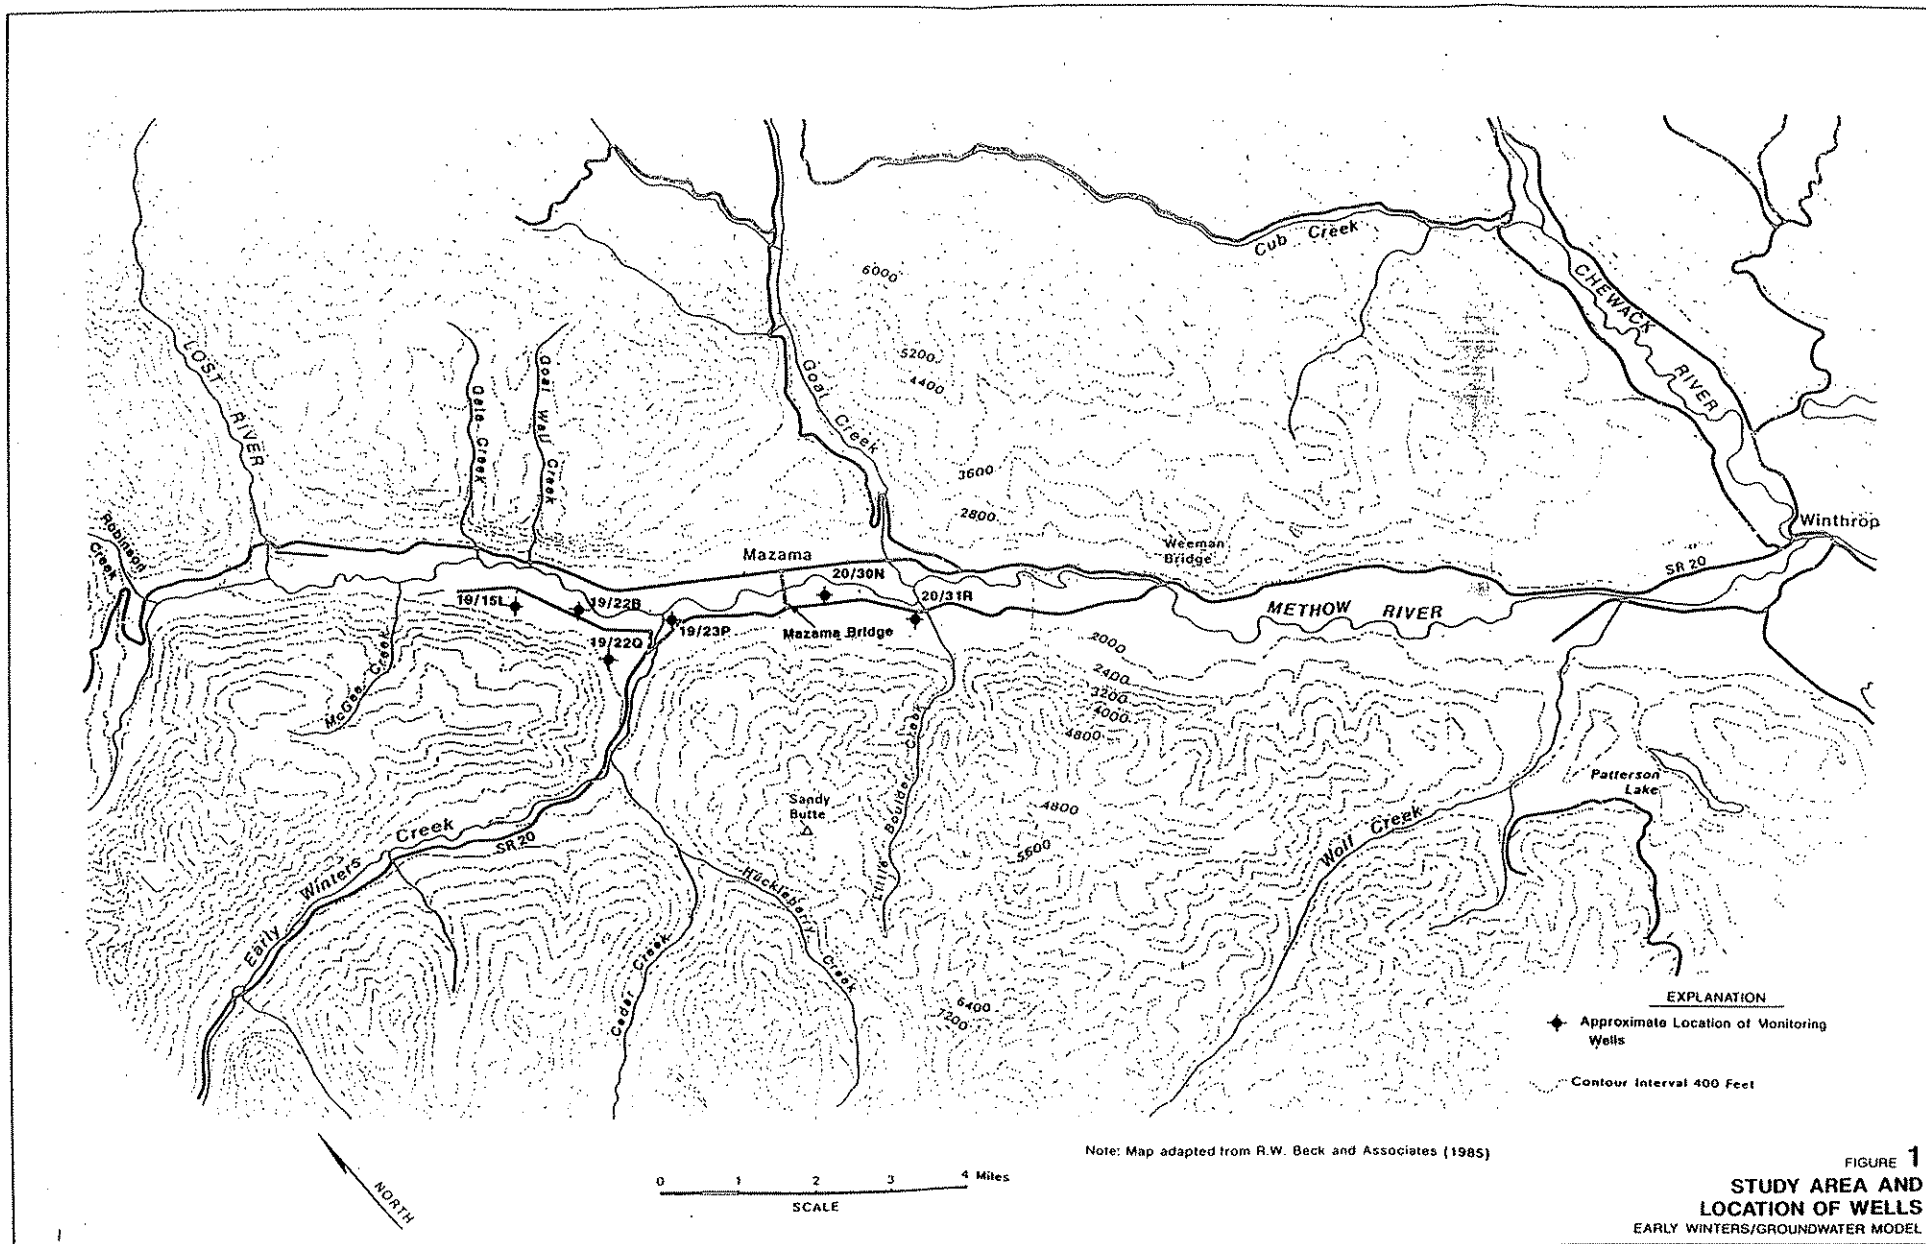 6000
Cub Creek
CHEWACK
RIVER
5200
4400
Goat Creek
LOST
RIVER
Gate Creek
Goat Wall Creek
3600
2800
Robinson
Creek
Winthrop
Mazama
Weeman
Bridge
SR 20
20/30N
19/15L
19/22B
20/31R
METHOW RIVER
19/23P
Mazama Bridge
19/22Q
2000
2400
3200
4000
4800
McGee Creek
Patterson
Lake
Sandy
Butte
4800
Little Boulder Creek
Creek
SR 20
5600
Wolf Creek
Early Winters
Huckleberry
Creek
Cedar Creek
6400
7200
EXPLANATION
Approximate Location of Monitoring
Wells
Contour Interval 400 Feet
NORTH
0 1 2 3 4 Miles
SCALE
Note: Map adapted from R.W. Beck and Associates (1985)
FIGURE 1
STUDY AREA AND
LOCATION OF WELLS
EARLY WINTERS/GROUNDWATER MODEL